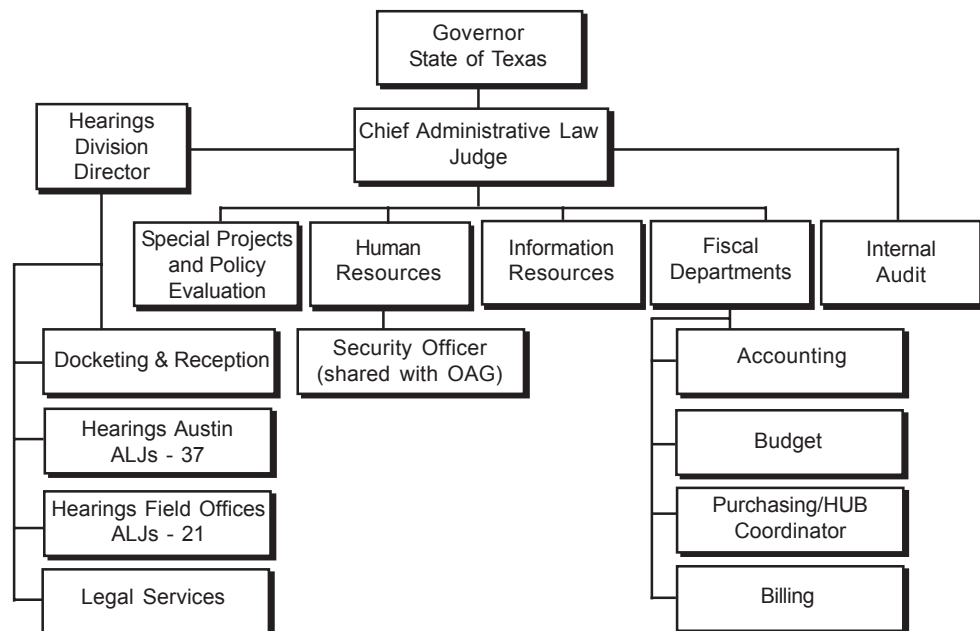 Governor
State of Texas
Hearings
Division
Director
Chief Administrative Law
Judge
Special Projects
and Policy
Evaluation
Human
Resources
Information
Resources
Fiscal
Departments
Internal
Audit
Docketing & Reception
Security Officer
(shared with OAG)
Accounting
Hearings Austin
ALJs - 37
Budget
Hearings Field Offices
ALJs - 21
Purchasing/HUB
Coordinator
Legal Services
Billing